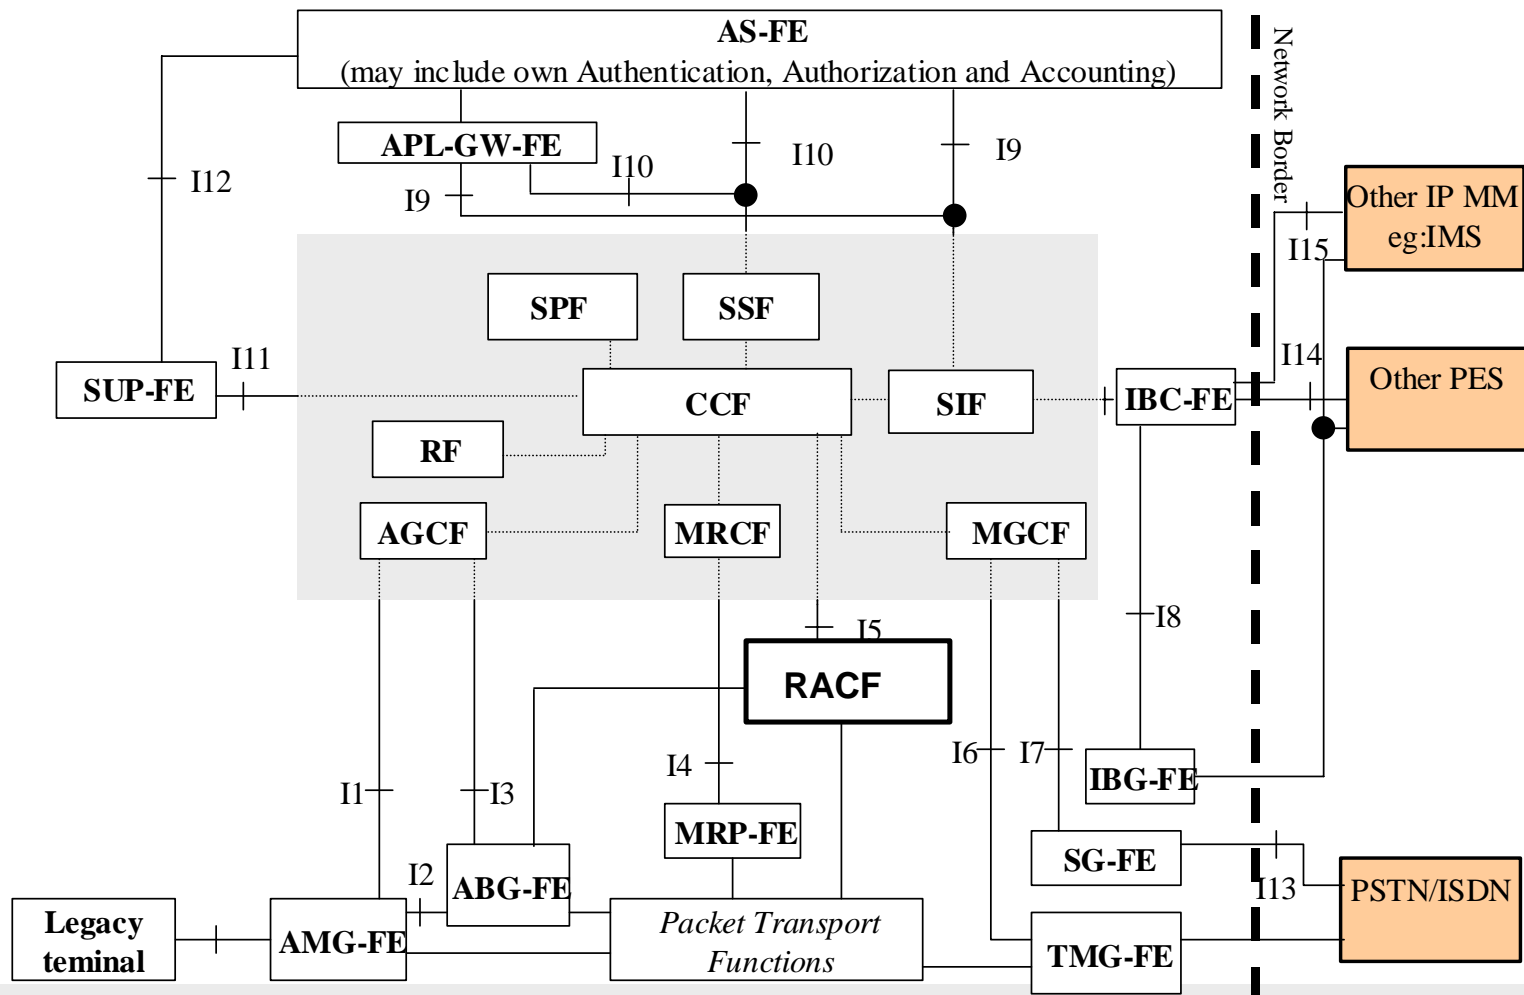 AS-FE
(may include own Authentication, Authorization and Accounting)
Network Border
APL-GW-FE
I10
I10
I9
I12
I9
Other IP MM
eg:IMS
I15
SPF
SSF
I11
I14
SUP-FE
CCF
SIF
IBC-FE
Other PES
RF
AGCF
MRCF
MGCF
I8
I5
RACF
I6
I7
I4
I1
I3
IBG-FE
MRP-FE
SG-FE
I2
ABG-FE
I13
PSTN/ISDN
Legacy
teminal
AMG-FE
Packet Transport
Functions
TMG-FE